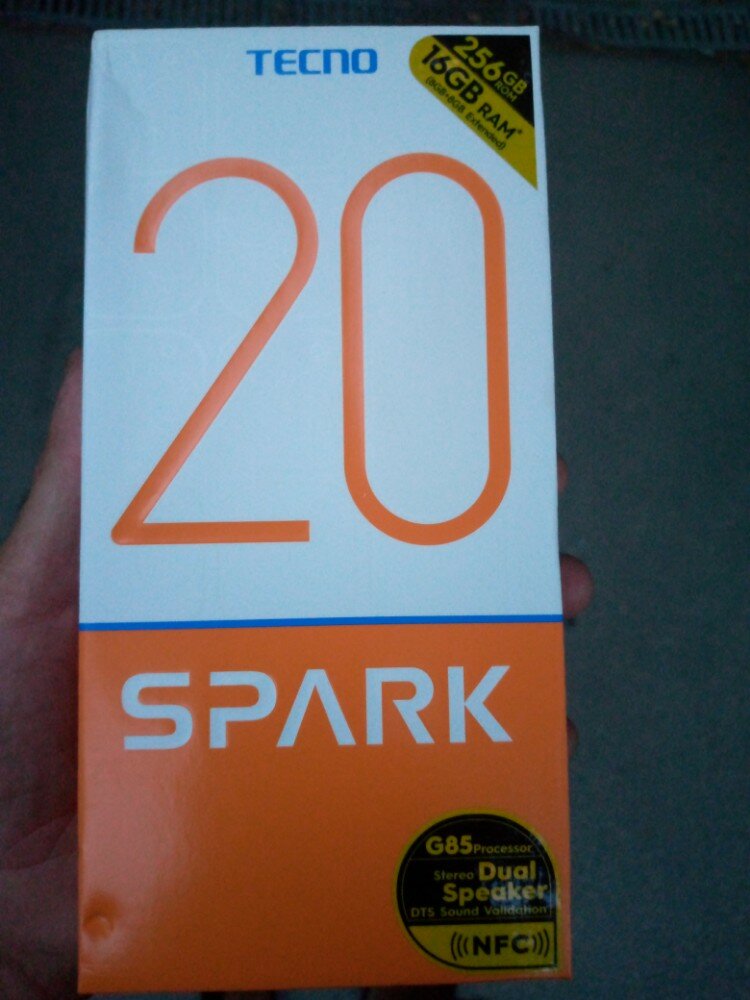 TECNO
256GB
ROM
16GB RAM*
(8GB+8GB Extended)
20
SPARK
G85 Processor
Stereo Dual
Speaker
DTS Sound Validation
(((NFC)))